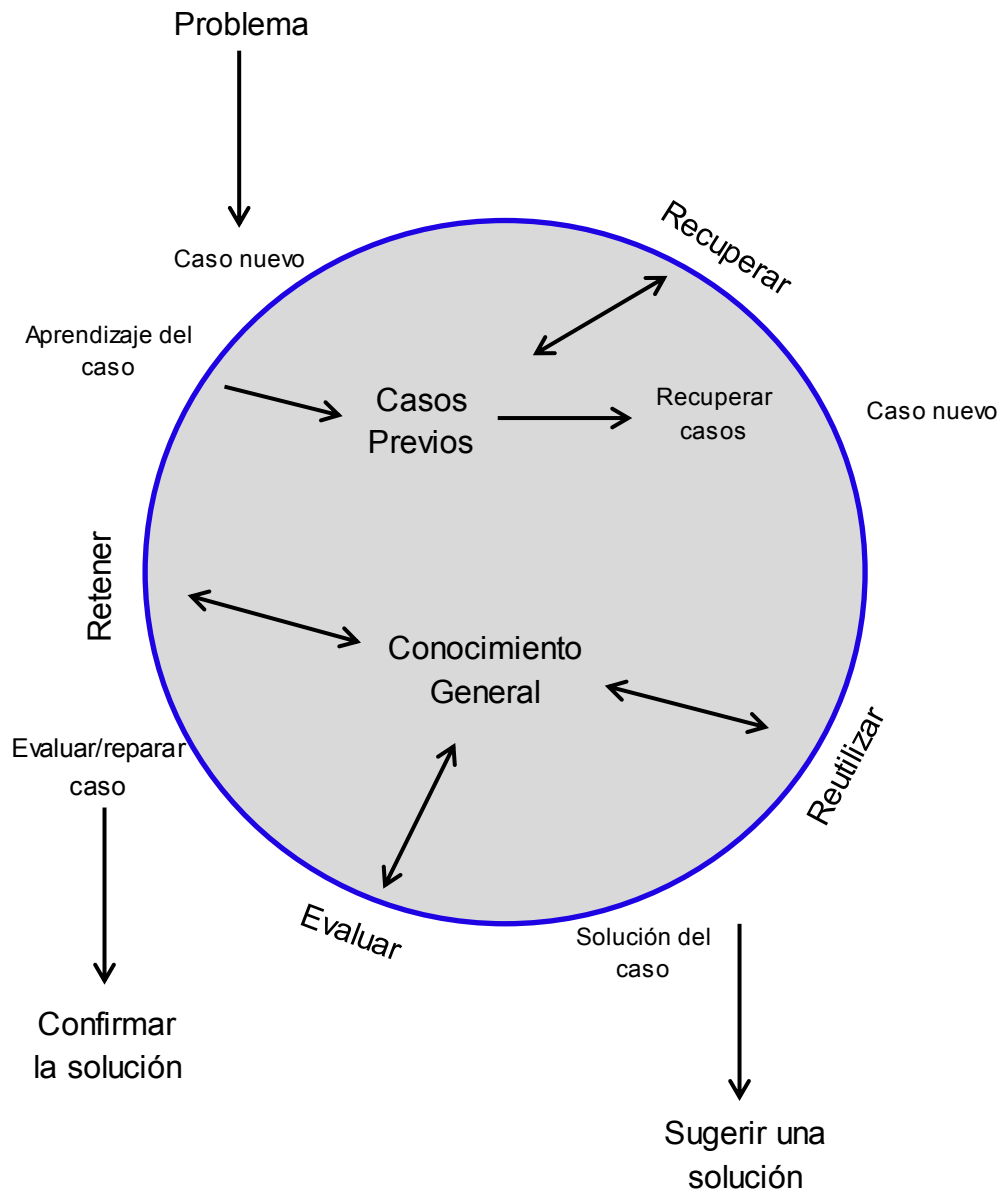 Problema
Caso nuevo
Recuperar
Aprendizaje del
caso
Casos
Previos
Recuperar
casos
Caso nuevo
Retener
Conocimiento
General
Evaluar/reparar
caso
Reutilizar
Evaluar
Solución del
caso
Confirmar
la solución
Sugerir una
solución